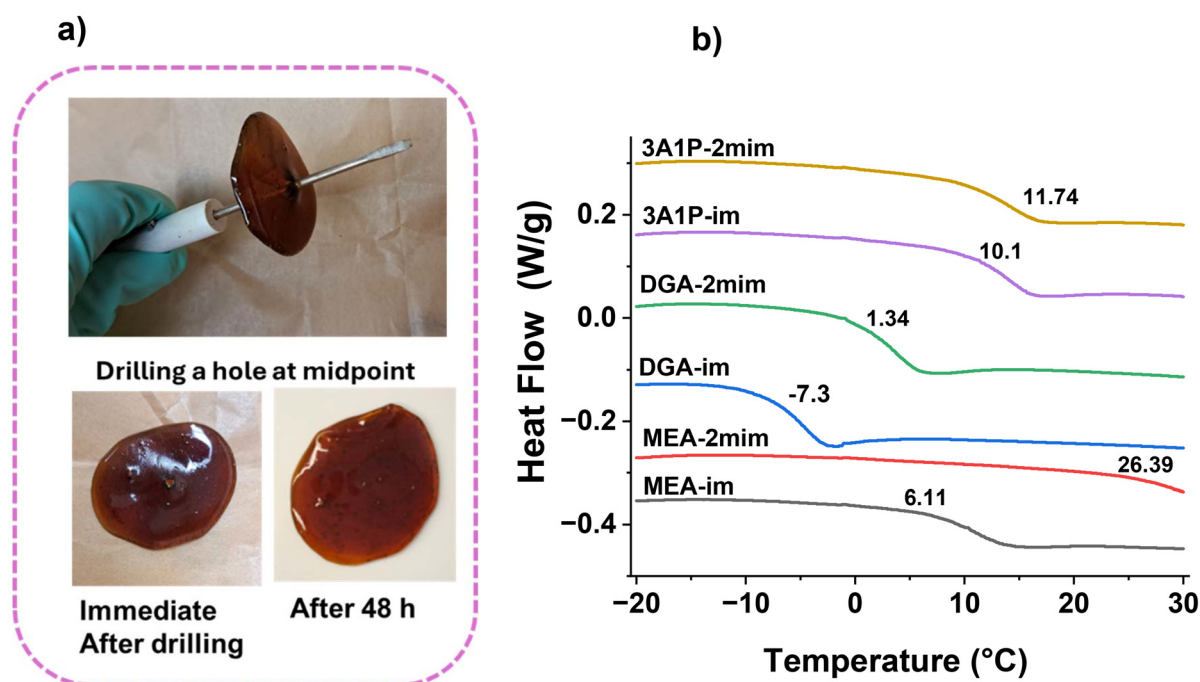 a)
Drilling a hole at midpoint
Immediate
After drilling
After 48 h
b)
Heat Flow (W/g)
0.2
0.0
−0.2
−0.4
3A1P-2mim
11.74
3A1P-im
10.1
DGA-2mim
1.34
DGA-im
-7.3
MEA-2mim
26.39
MEA-im
6.11
−20
−10
0
10
20
30
Temperature (°C)